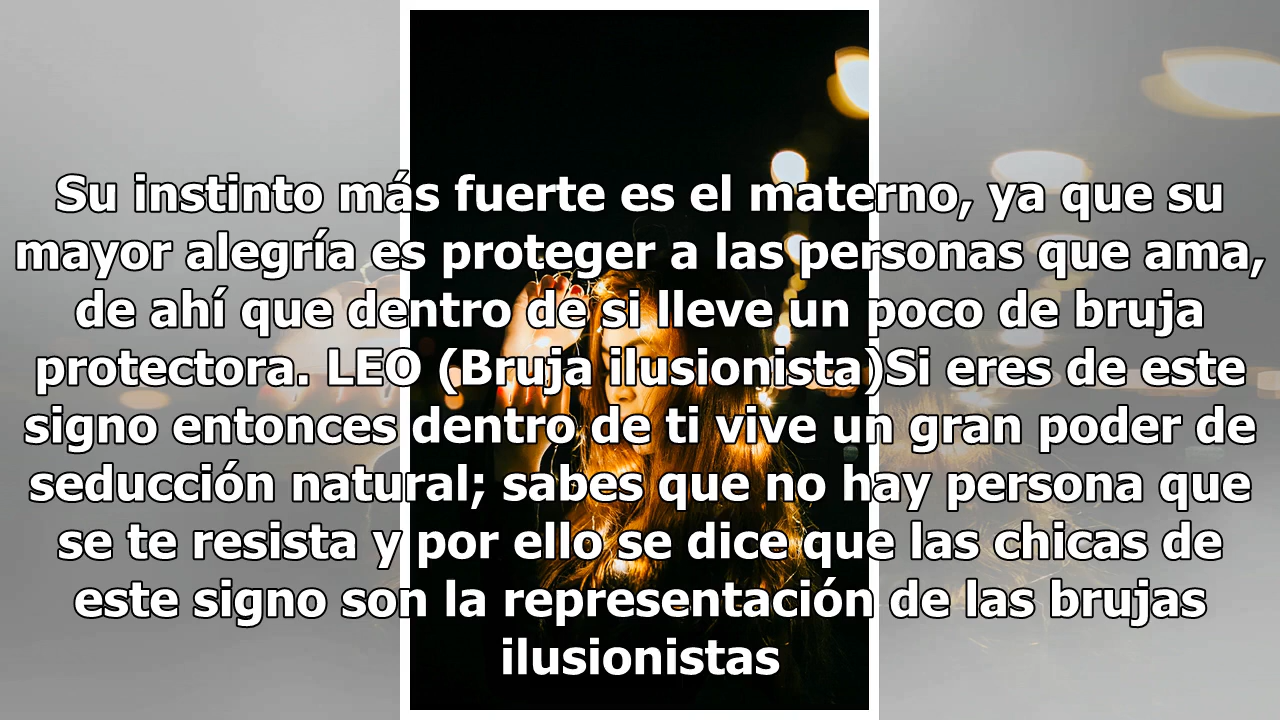 Su instinto más fuerte es el materno, ya que su
mayor alegría es proteger a las personas que ama,
de ahí que dentro de si lleve un poco de bruja
protectora. LEO (Bruja ilusionista)Si eres de este
signo entonces dentro de ti vive un gran poder de
seducción natural; sabes que no hay persona que
se te resista y por ello se dice que las chicas de
este signo son la representación de las brujas
ilusionistas